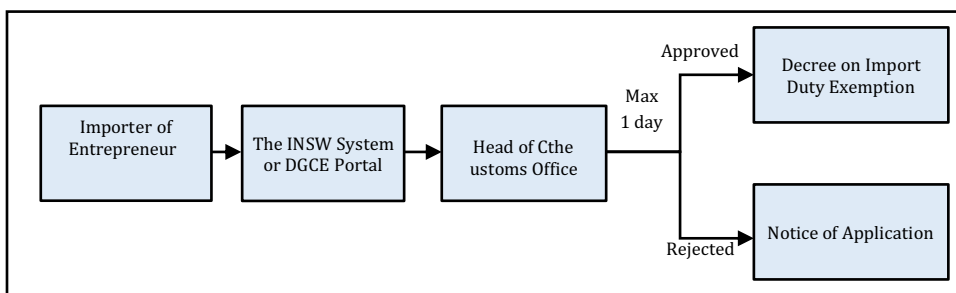 Importer of
Entrepreneur
The INSW System
or DGCE Portal
Head of Cthe
ustoms Office
Max
1 day
Approved
Decree on Import
Duty Exemption
Rejected
Notice of Application